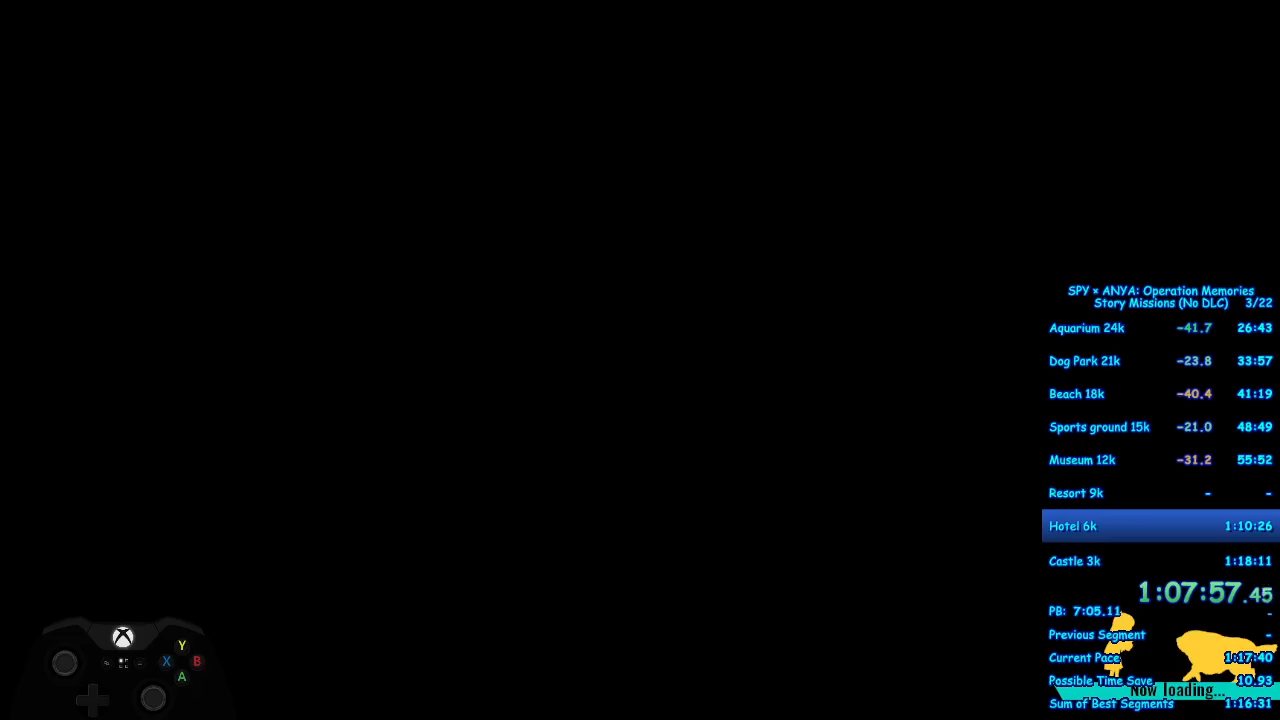 SPY × ANYA: Operation Memories
Story Missions (No DLC) 3/22
Aquarium 24k -41.7 26:43
Dog Park 21k -23.8 33:57
Beach 18k -40.4 41:19
Sports ground 15k -21.0 48:49
Museum 12k -31.2 55:52
Resort 9k - -
Hotel 6k 1:10:26
Castle 3k 1:18:11
1:07:57.45
PB: 7:05.11 -
Previous Segment -
Current Pace 1:17:40
Possible Time Save 10.93
Now loading...
Sum of Best Segments 1:16:31
Y
X B
A